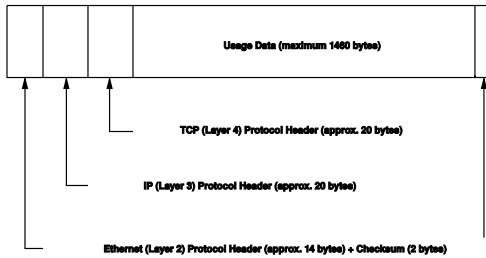 Usage Data (maximum 1460 bytes)
TCP (Layer 4) Protocol Header (approx. 20 bytes)
IP (Layer 3) Protocol Header (approx. 20 bytes)
Ethernet (Layer 2) Protocol Header (approx. 14 bytes) + Checksum (2 bytes)